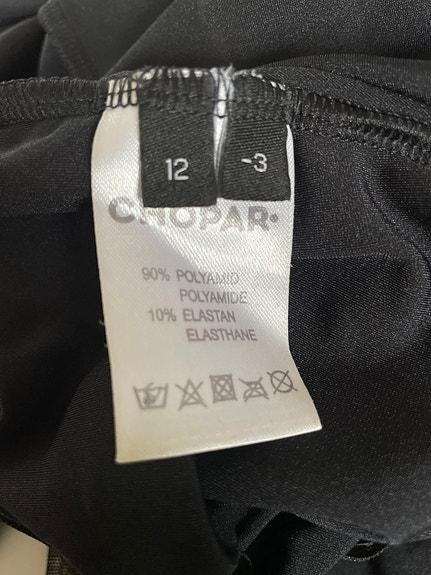 12
-3
CHOPAR
90% POLYAMID
POLYAMIDE
10% ELASTAN
ELASTHANE